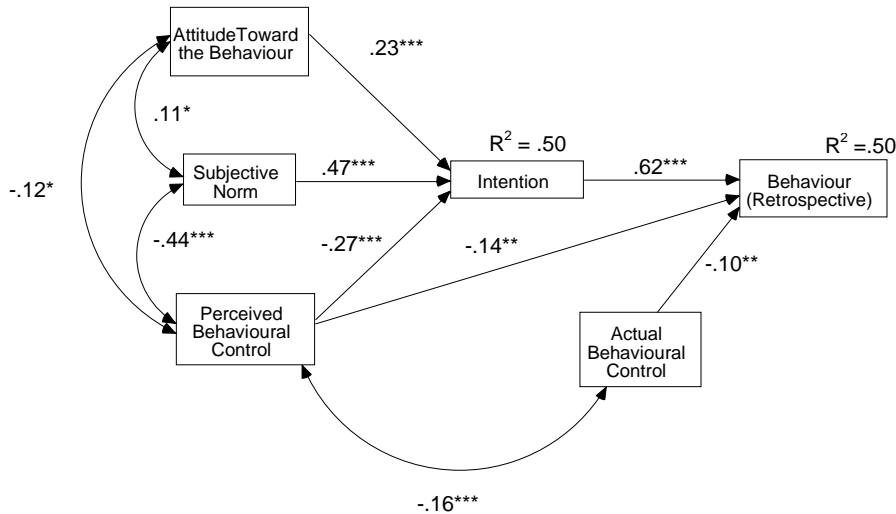 AttitudeToward
the Behaviour
.23***
.11*
R² = .50
R² =.50
Subjective
Norm
.47***
Intention
.62***
Behaviour
(Retrospective)
-.12*
-.44***
-.27***
-.14**
-.10**
Perceived
Behavioural
Control
Actual
Behavioural
Control
-.16***